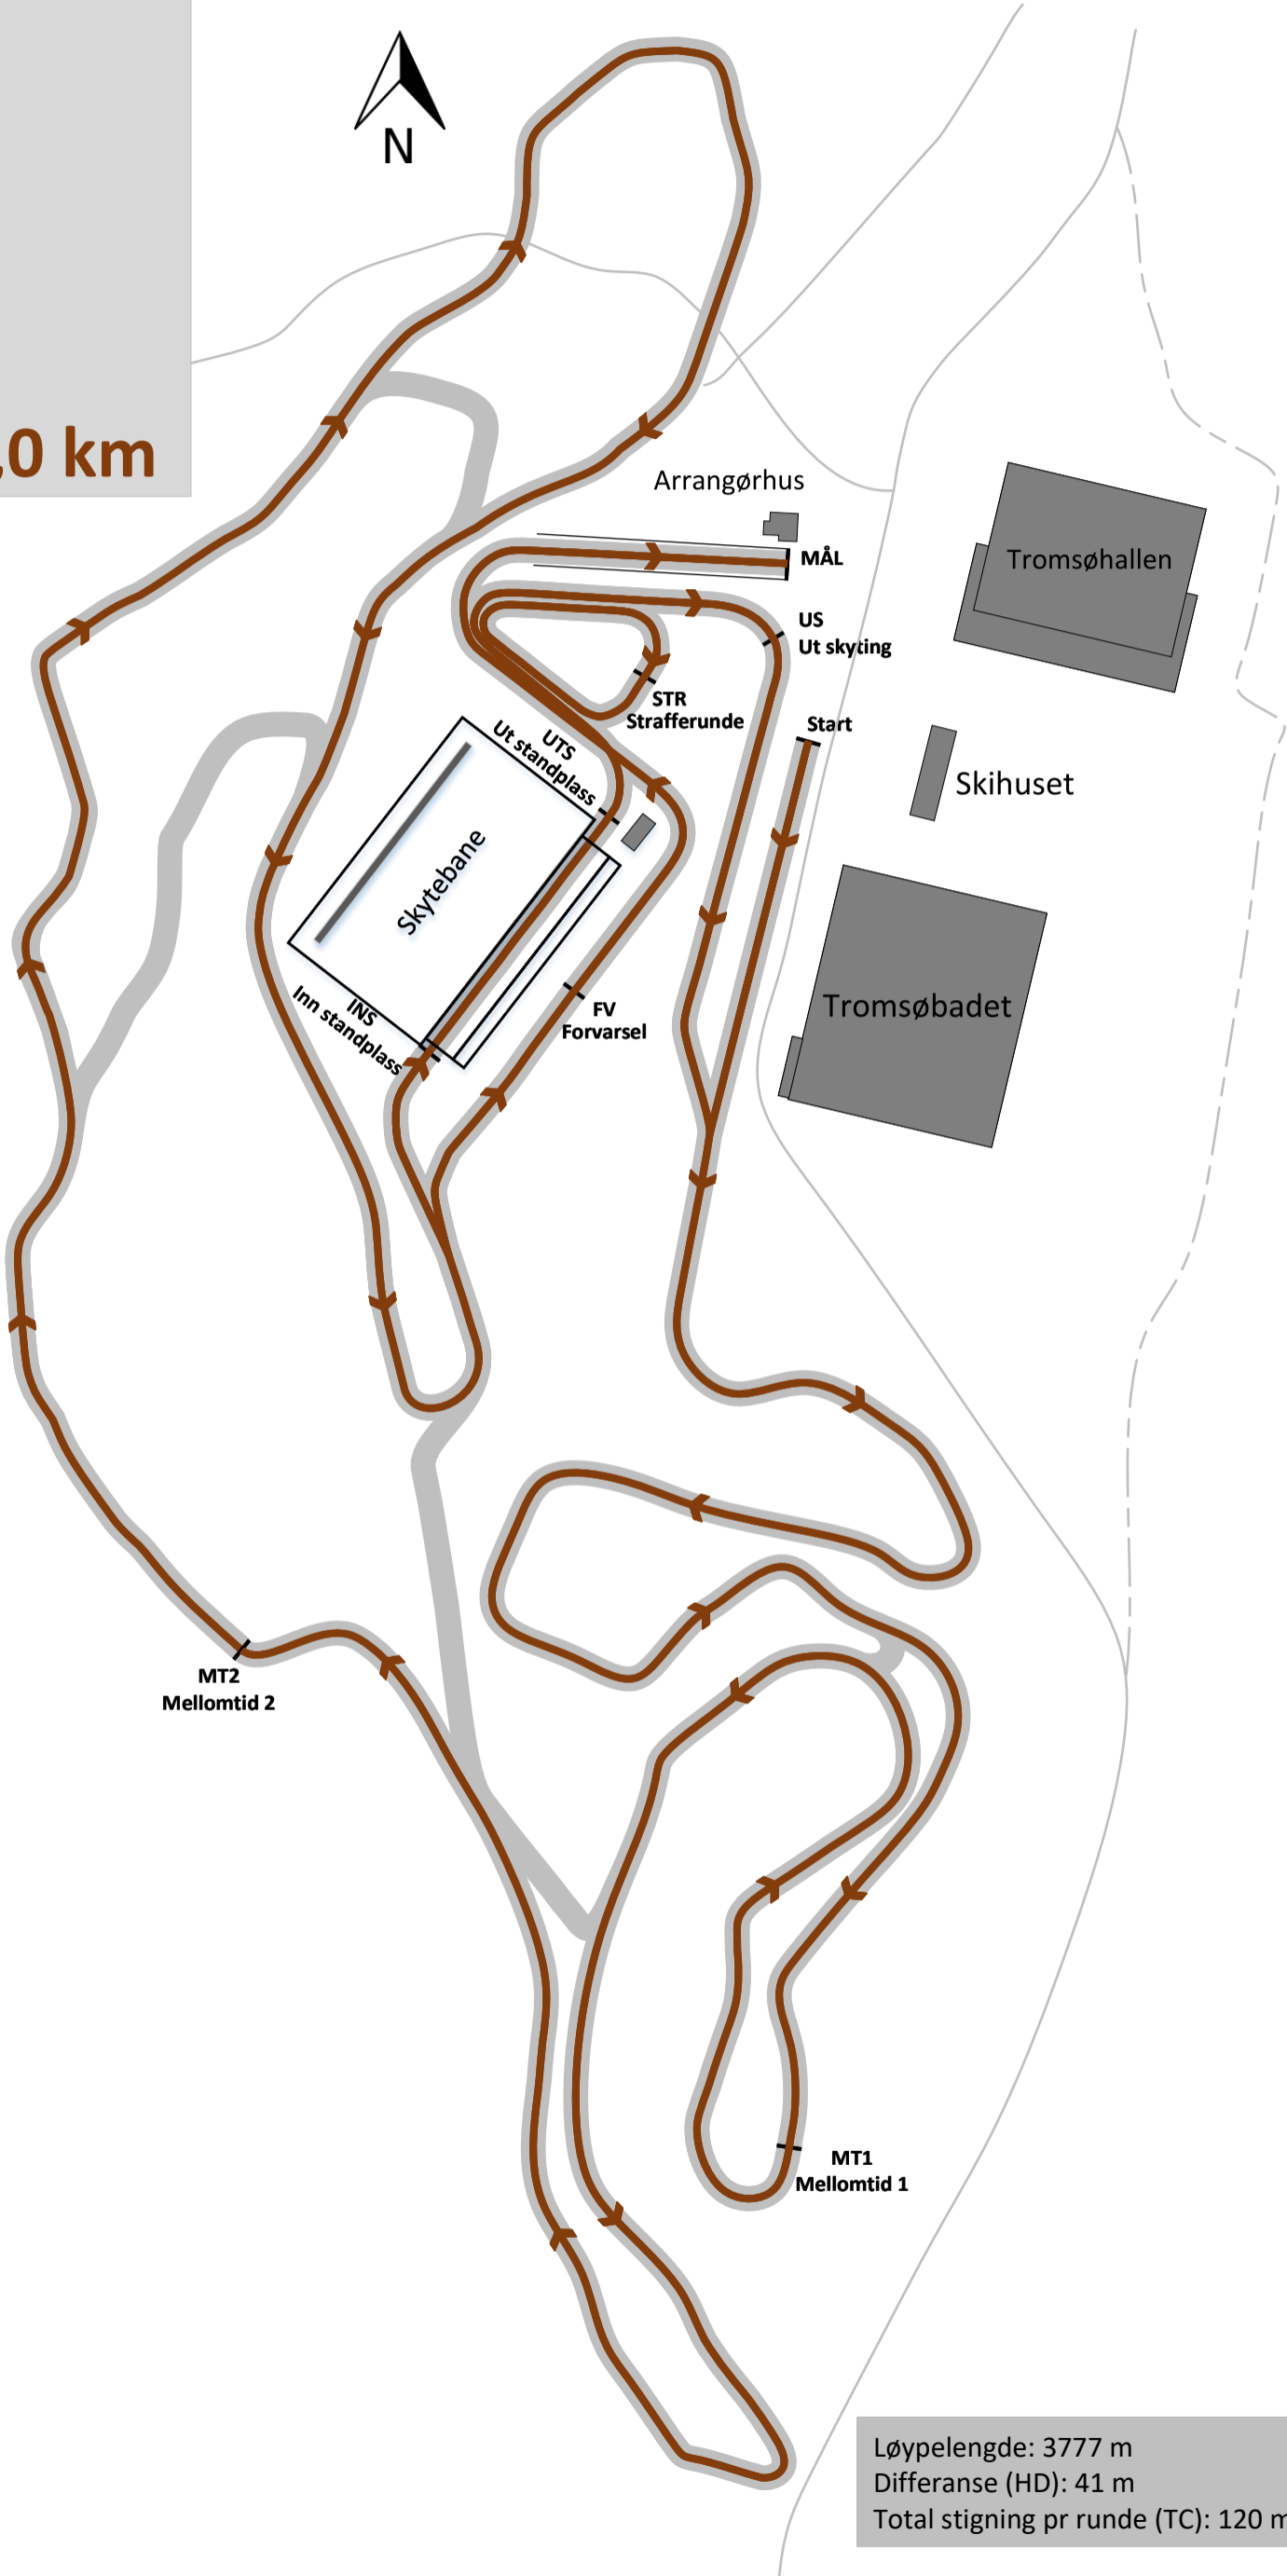 N
,0 km
Arrangørhus
MÅL
Tromsøhallen
US
Ut skyting
STR
Strafferunde
Start
UTS
Ut standplass
Skihuset
Skytebane
INS
Inn standplass
FV
Forvarsel
Tromsøbadet
MT2
Mellomtid 2
MT1
Mellomtid 1
Løypelengde: 3777 m
Differanse (HD): 41 m
Total stigning pr runde (TC): 120 m